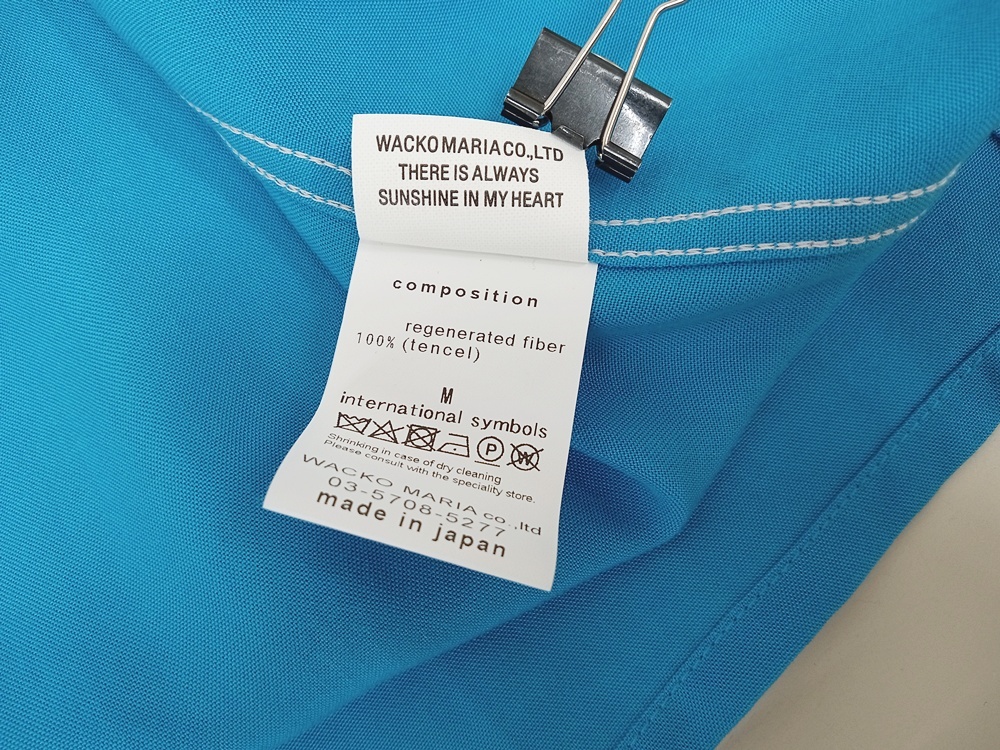 WACKO MARIA CO.,LTD
THERE IS ALWAYS
SUNSHINE IN MY HEART
composition
regenerated fiber
100% (tencel)
M
international symbols
P W
Shrinking in case of dry cleaning
Please consult with the speciality store.
WACKO MARIA co.,ltd
03-5708-5277
made in japan